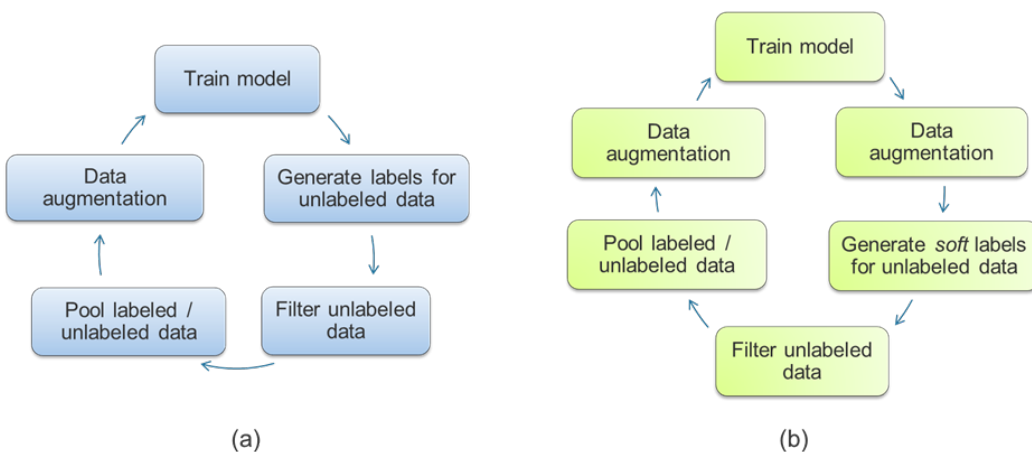 Train model
Generate labels for
unlabeled data
Filter unlabeled
data
Pool labeled /
unlabeled data
Data
augmentation
(a)
Train model
Data
augmentation
Generate soft labels
for unlabeled data
Filter unlabeled
data
Pool labeled /
unlabeled data
Data
augmentation
(b)